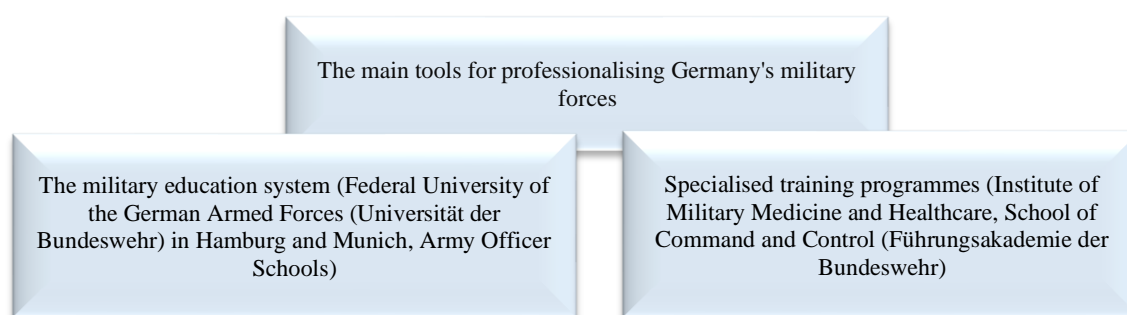 The main tools for professionalising Germany's military
forces
The military education system (Federal University of
the German Armed Forces (Universität der
Bundeswehr) in Hamburg and Munich, Army Officer
Schools)
Specialised training programmes (Institute of
Military Medicine and Healthcare, School of
Command and Control (Führungsakademie der
Bundeswehr)